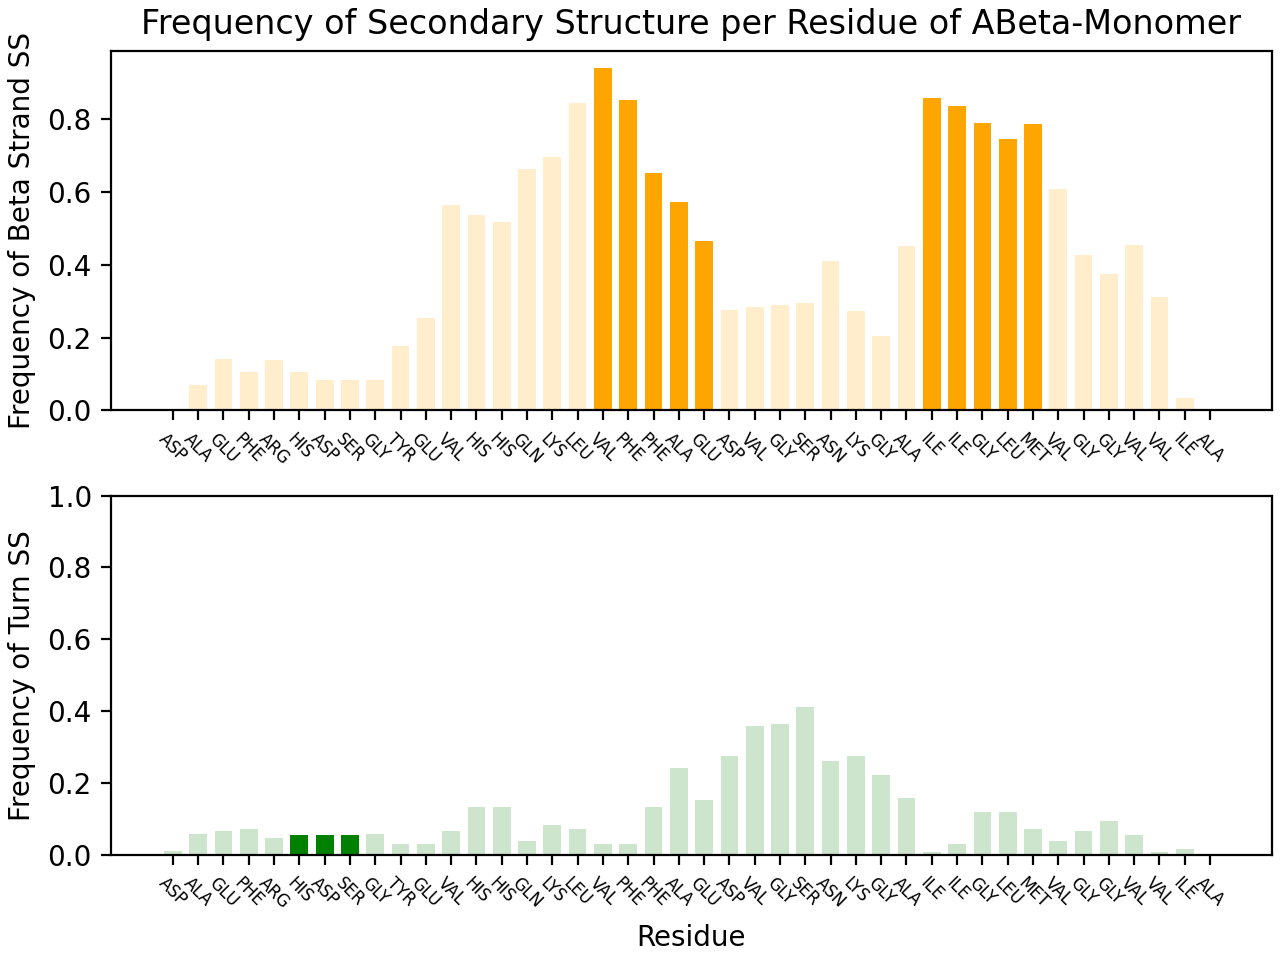 Frequency of Secondary Structure per Residue of ABeta-Monomer
Frequency of Beta Strand SS
0.8
0.6
0.4
0.2
0.0
ASP ALA GLU PHE ARG HIS ASP SER GLY TYR GLU VAL HIS HIS GLN LYS LEU VAL PHE PHE ALA GLU ASP VAL GLY SER ASN LYS GLY ALA ILE ILE GLY LEU MET VAL GLY GLY VAL VAL ILE ALA
Frequency of Turn SS
1.0
0.8
0.6
0.4
0.2
0.0
ASP ALA GLU PHE ARG HIS ASP SER GLY TYR GLU VAL HIS HIS GLN LYS LEU VAL PHE PHE ALA GLU ASP VAL GLY SER ASN LYS GLY ALA ILE ILE GLY LEU MET VAL GLY GLY VAL VAL ILE ALA
Residue